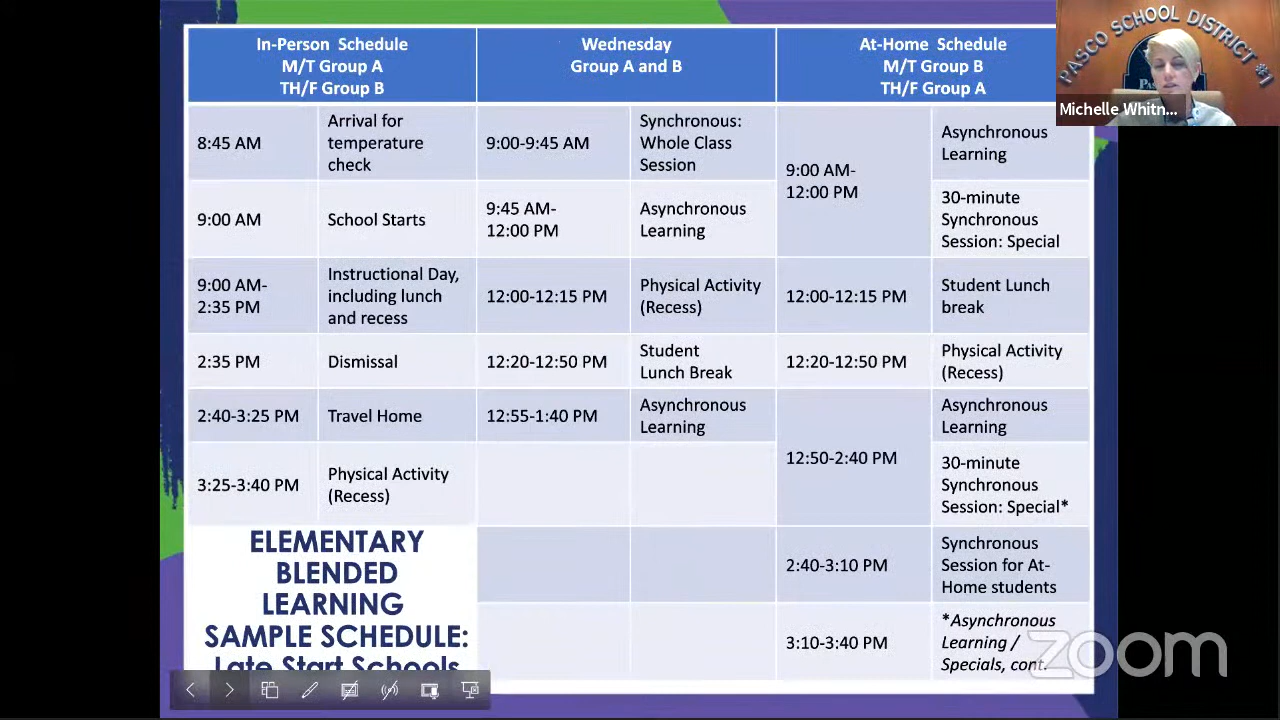 In-Person Schedule
M/T Group A
TH/F Group B
Wednesday
Group A and B
At-Home Schedule
M/T Group B
TH/F Group A
PASCO SCHOOL DISTRICT #1
Michelle Whitn...
8:45 AM
Arrival for
temperature
check
9:00-9:45 AM
Synchronous:
Whole Class
Session
9:00 AM-
12:00 PM
Asynchronous
Learning
9:00 AM
School Starts
9:45 AM-
12:00 PM
Asynchronous
Learning
30-minute
Synchronous
Session: Special
9:00 AM-
2:35 PM
Instructional Day,
including lunch
and recess
12:00-12:15 PM
Physical Activity
(Recess)
12:00-12:15 PM
Student Lunch
break
2:35 PM
Dismissal
12:20-12:50 PM
Student
Lunch Break
12:20-12:50 PM
Physical Activity
(Recess)
2:40-3:25 PM
Travel Home
12:55-1:40 PM
Asynchronous
Learning
12:50-2:40 PM
Asynchronous
Learning
3:25-3:40 PM
Physical Activity
(Recess)
30-minute
Synchronous
Session: Special*
ELEMENTARY
BLENDED
LEARNING
SAMPLE SCHEDULE:
Late Start Schools
2:40-3:10 PM
Synchronous
Session for At-
Home students
3:10-3:40 PM
*Asynchronous
Learning /
Specials, cont.
zoom